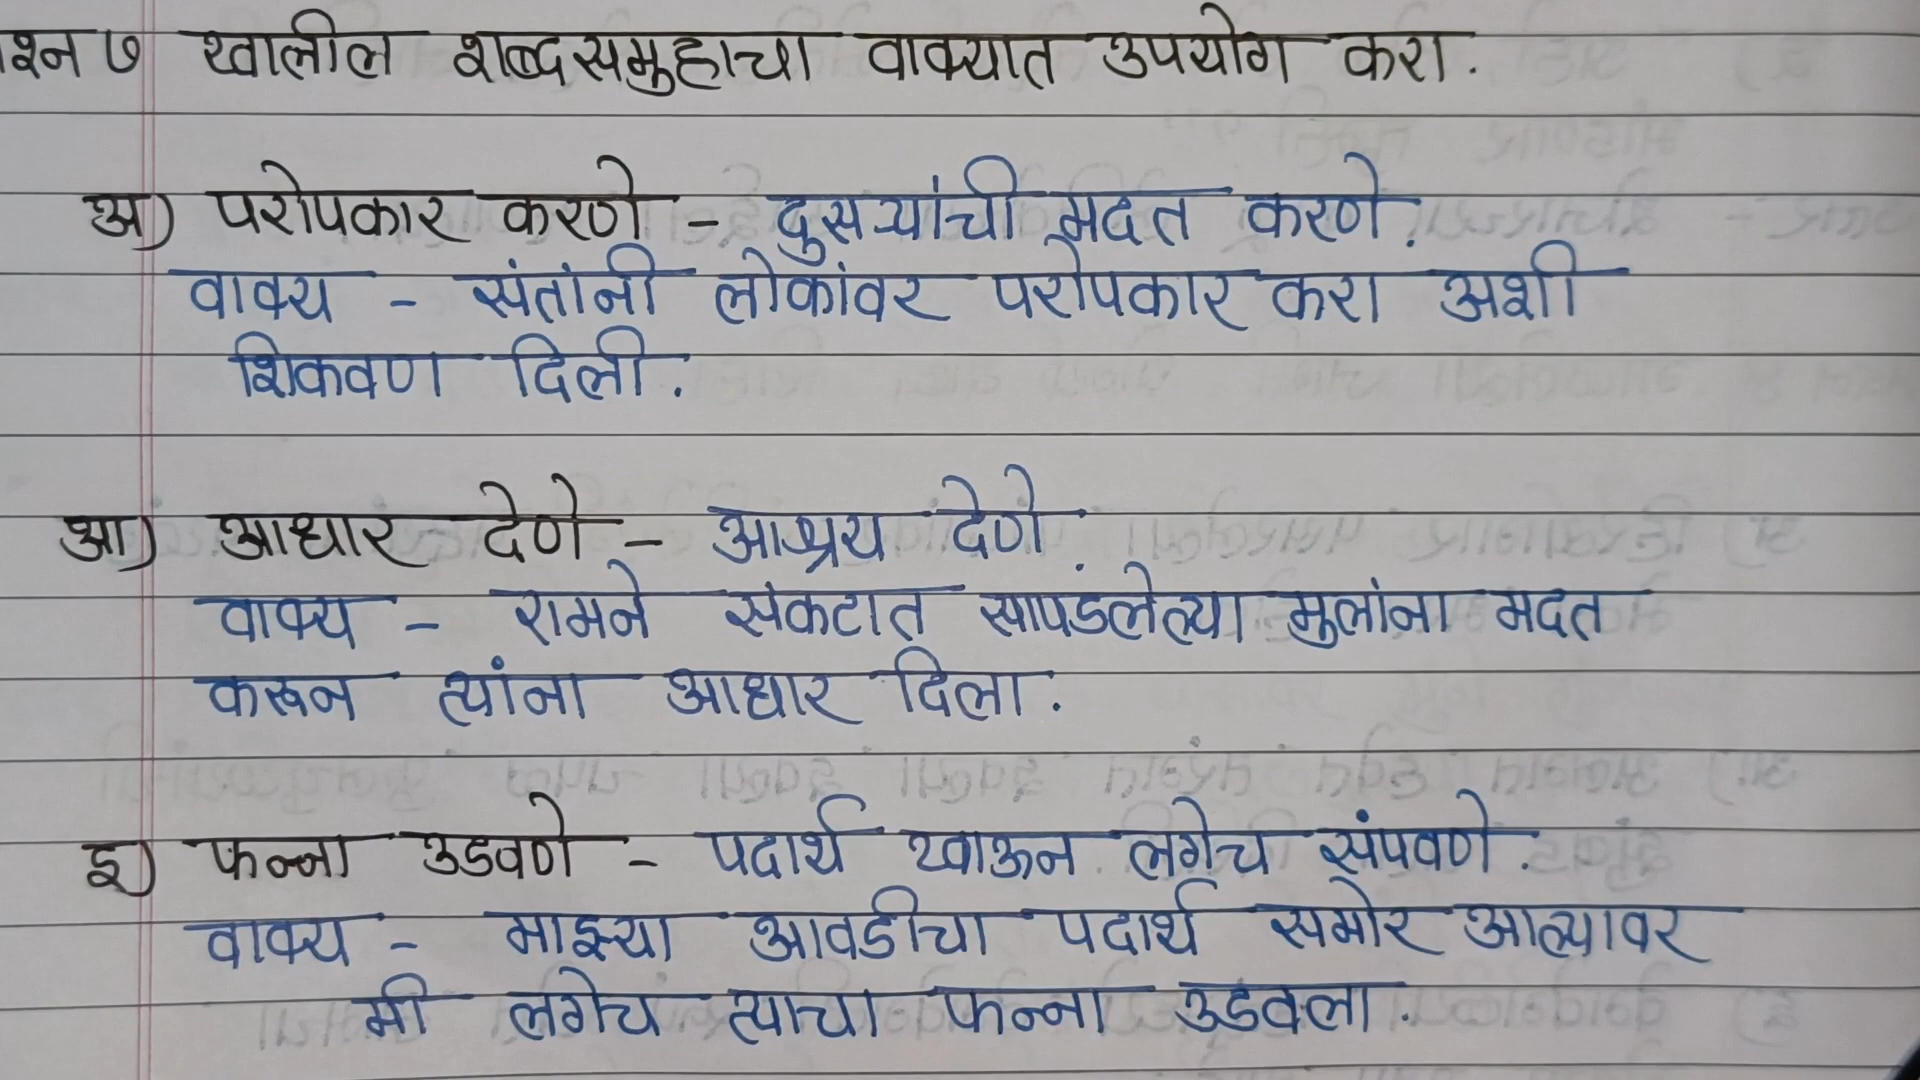 श्न ७ खालील शब्दसमुहाचा वाक्यात उपयोग करा.
अ) परोपकार करणे - दुसऱ्यांची मदत करणे.
वाक्य - संतांनी लोकांवर परोपकार करा अशी
शिकवण दिली.
आ) आधार देणे - आश्रय देणे.
वाक्य - रामने संकटात सापडलेल्या मुलांना मदत
करून त्यांना आधार दिला.
इ) फन्ना उडवणे - पदार्थ खाऊन लगेच संपवणे.
वाक्य - माझ्या आवडीचा पदार्थ समोर आल्यावर
मी लगेच त्याचा फन्ना उडवला.